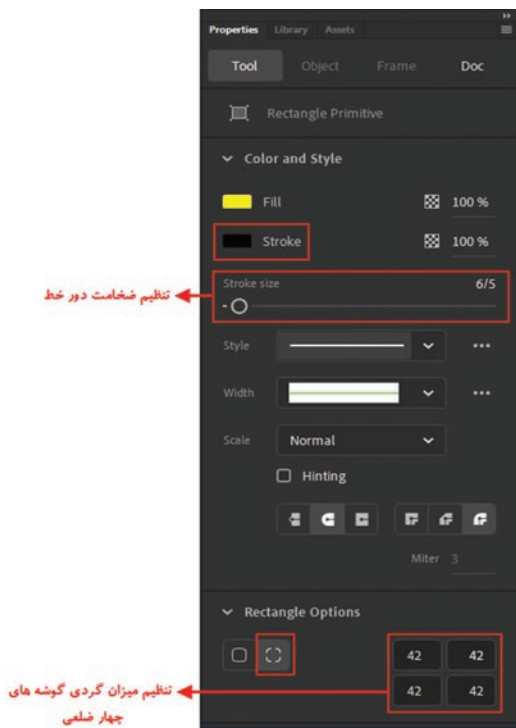 Properties Library Assets
Tool Object Frame Doc
Rectangle Primitive
Color and Style
Fill 100 %
Stroke 100 %
Stroke size 6/5
تنظیم ضخامت دور خط
Style
Width
Scale Normal
Hinting
Miter 3
Rectangle Options
42 42
42 42
تنظیم میزان گردی گوشه های
چهار ضلعی